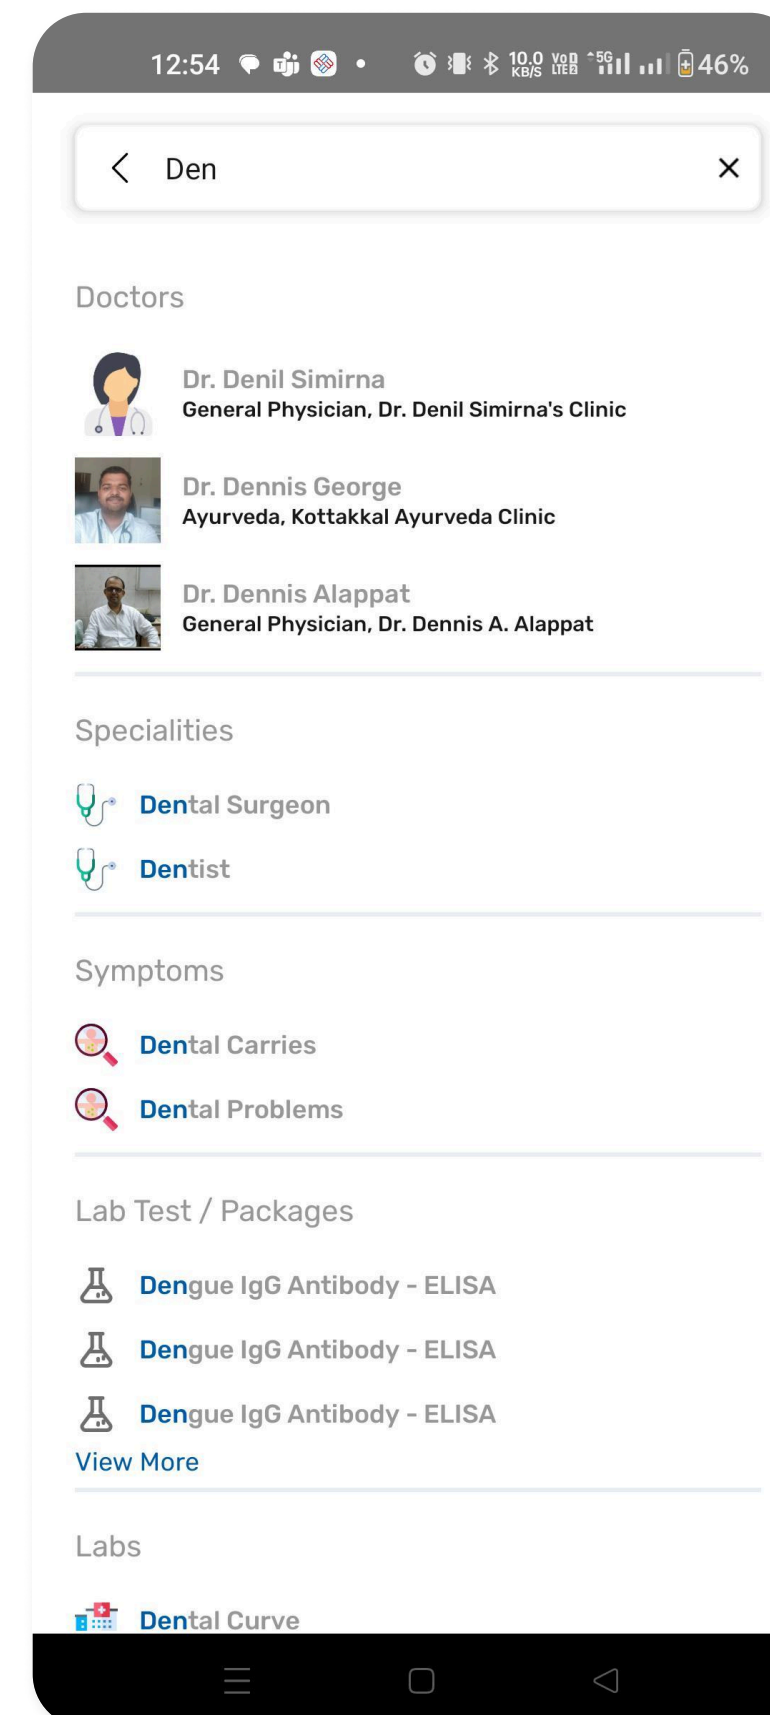 12:54 10.0 KB/S VoD LTE2 5G 46%
Den
Doctors
Dr. Denil Simirna
General Physician, Dr. Denil Simirna's Clinic
Dr. Dennis George
Ayurveda, Kottakkal Ayurveda Clinic
Dr. Dennis Alappat
General Physician, Dr. Dennis A. Alappat
Specialities
Dental Surgeon
Dentist
Symptoms
Dental Carries
Dental Problems
Lab Test / Packages
Dengue IgG Antibody - ELISA
Dengue IgG Antibody - ELISA
Dengue IgG Antibody - ELISA
View More
Labs
Dental Curve